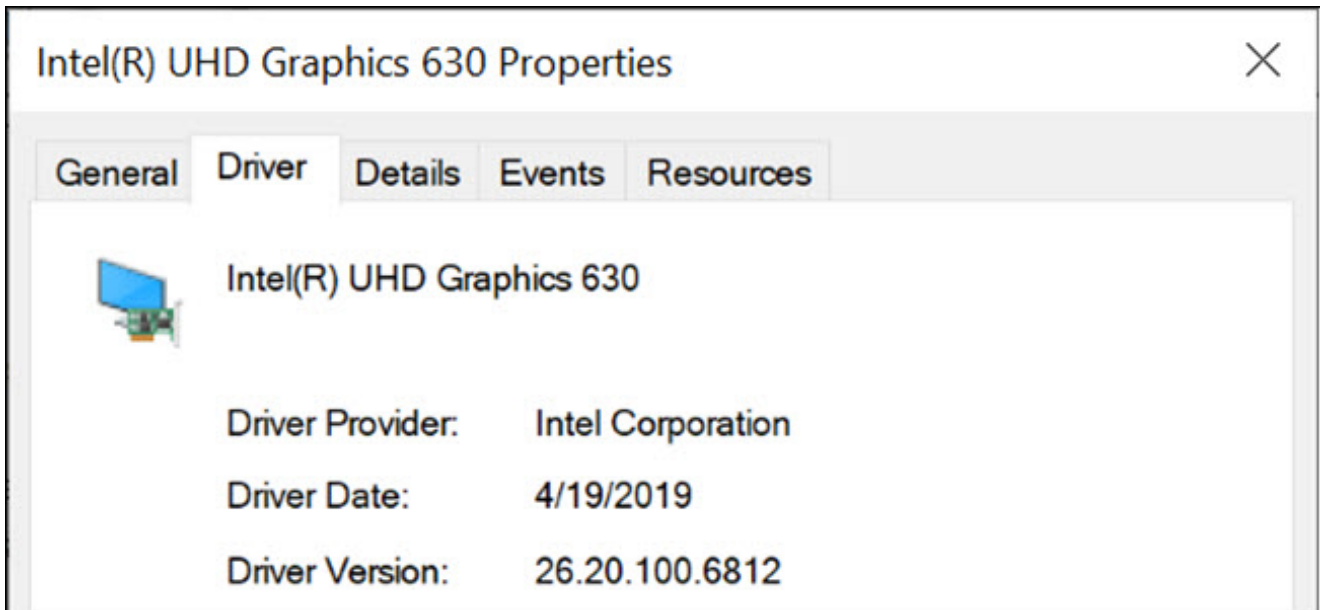 Intel(R) UHD Graphics 630 Properties
General Driver Details Events Resources
Intel(R) UHD Graphics 630
Driver Provider: Intel Corporation
Driver Date: 4/19/2019
Driver Version: 26.20.100.6812